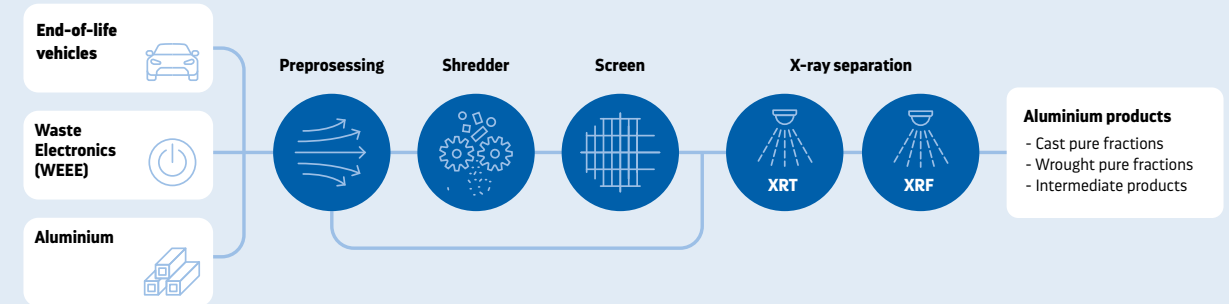 End-of-life
vehicles
Waste
Electronics
(WEEE)
Aluminium
Preprosessing
Shredder
Screen
X-ray separation
XRT
XRF
Aluminium products
- Cast pure fractions
- Wrought pure fractions
- Intermediate products